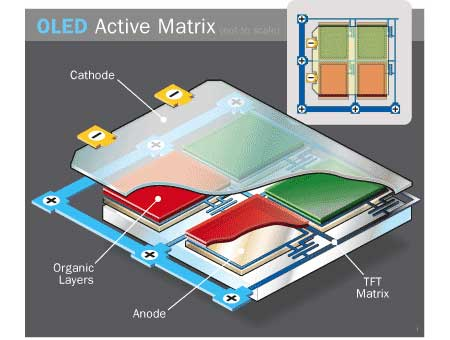 OLED Active Matrix (not to scale)
Cathode
Organic
Layers
Anode
TFT
Matrix